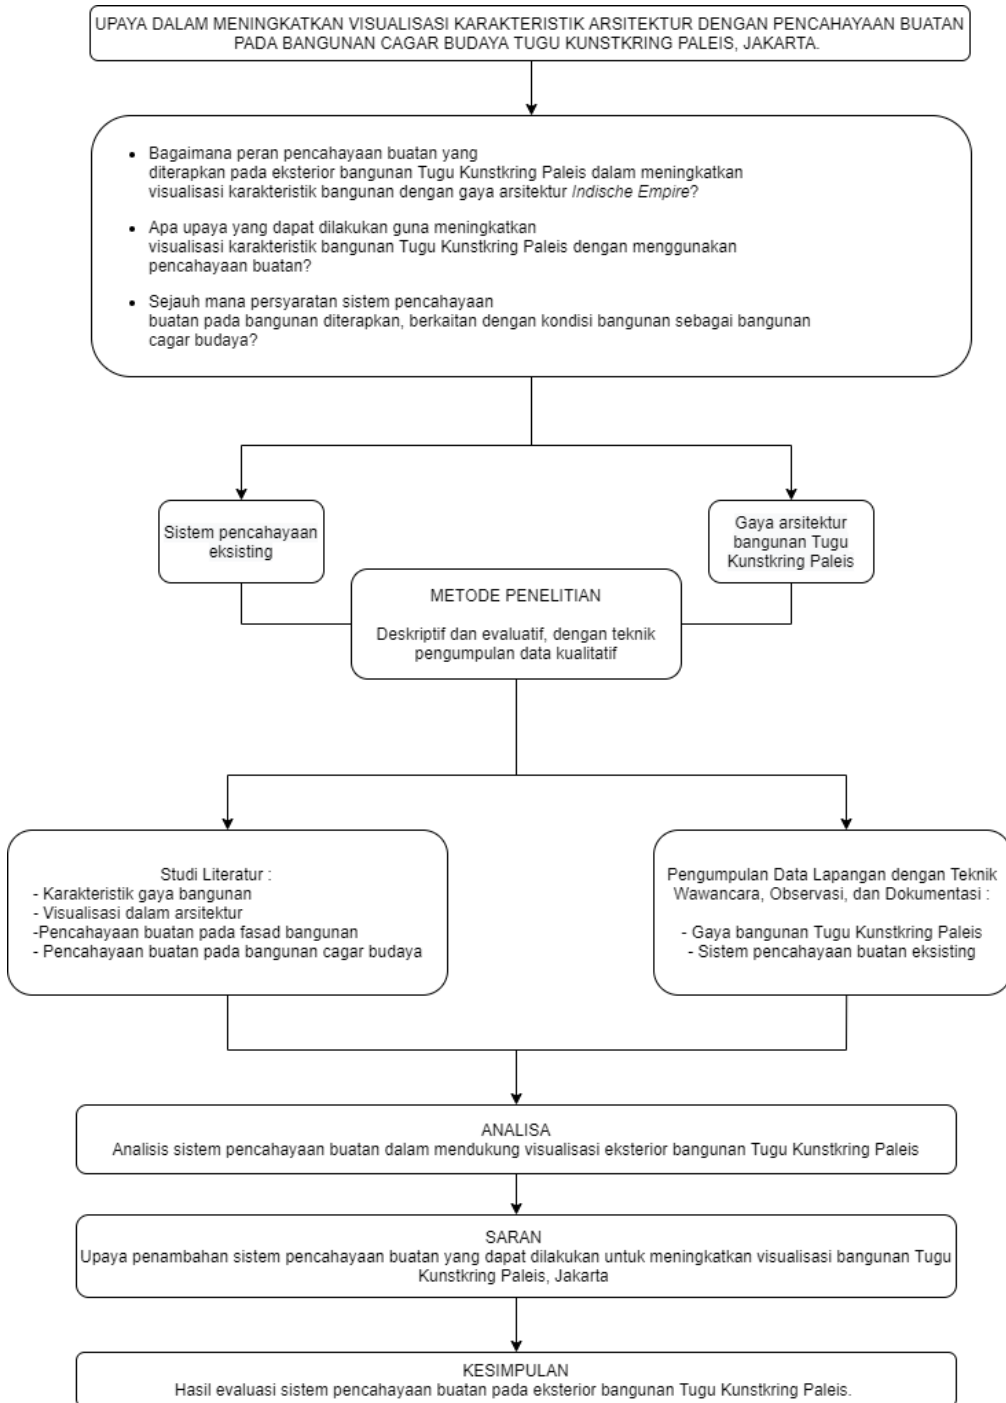 UPAYA DALAM MENINGKATKAN VISUALISASI KARAKTERISTIK ARSITEKTUR DENGAN PENCAHAYAAN BUATAN
PADA BANGUNAN CAGAR BUDAYA TUGU KUNSTKRING PALEIS, JAKARTA.
• Bagaimana peran pencahayaan buatan yang
diterapkan pada eksterior bangunan Tugu Kunstkring Paleis dalam meningkatkan
visualisasi karakteristik bangunan dengan gaya arsitektur Indische Empire?
• Apa upaya yang dapat dilakukan guna meningkatkan
visualisasi karakteristik bangunan Tugu Kunstkring Paleis dengan menggunakan
pencahayaan buatan?
• Sejauh mana persyaratan sistem pencahayaan
buatan pada bangunan diterapkan, berkaitan dengan kondisi bangunan sebagai bangunan
cagar budaya?
Sistem pencahayaan
eksisting
Gaya arsitektur
bangunan Tugu
Kunstkring Paleis
METODE PENELITIAN
Deskriptif dan evaluatif, dengan teknik
pengumpulan data kualitatif
Studi Literatur :
- Karakteristik gaya bangunan
- Visualisasi dalam arsitektur
-Pencahayaan buatan pada fasad bangunan
- Pencahayaan buatan pada bangunan cagar budaya
Pengumpulan Data Lapangan dengan Teknik
Wawancara, Observasi, dan Dokumentasi :
- Gaya bangunan Tugu Kunstkring Paleis
- Sistem pencahayaan buatan eksisting
ANALISA
Analisis sistem pencahayaan buatan dalam mendukung visualisasi eksterior bangunan Tugu Kunstkring Paleis
SARAN
Upaya penambahan sistem pencahayaan buatan yang dapat dilakukan untuk meningkatkan visualisasi bangunan Tugu
Kunstkring Paleis, Jakarta
KESIMPULAN
Hasil evaluasi sistem pencahayaan buatan pada eksterior bangunan Tugu Kunstkring Paleis.